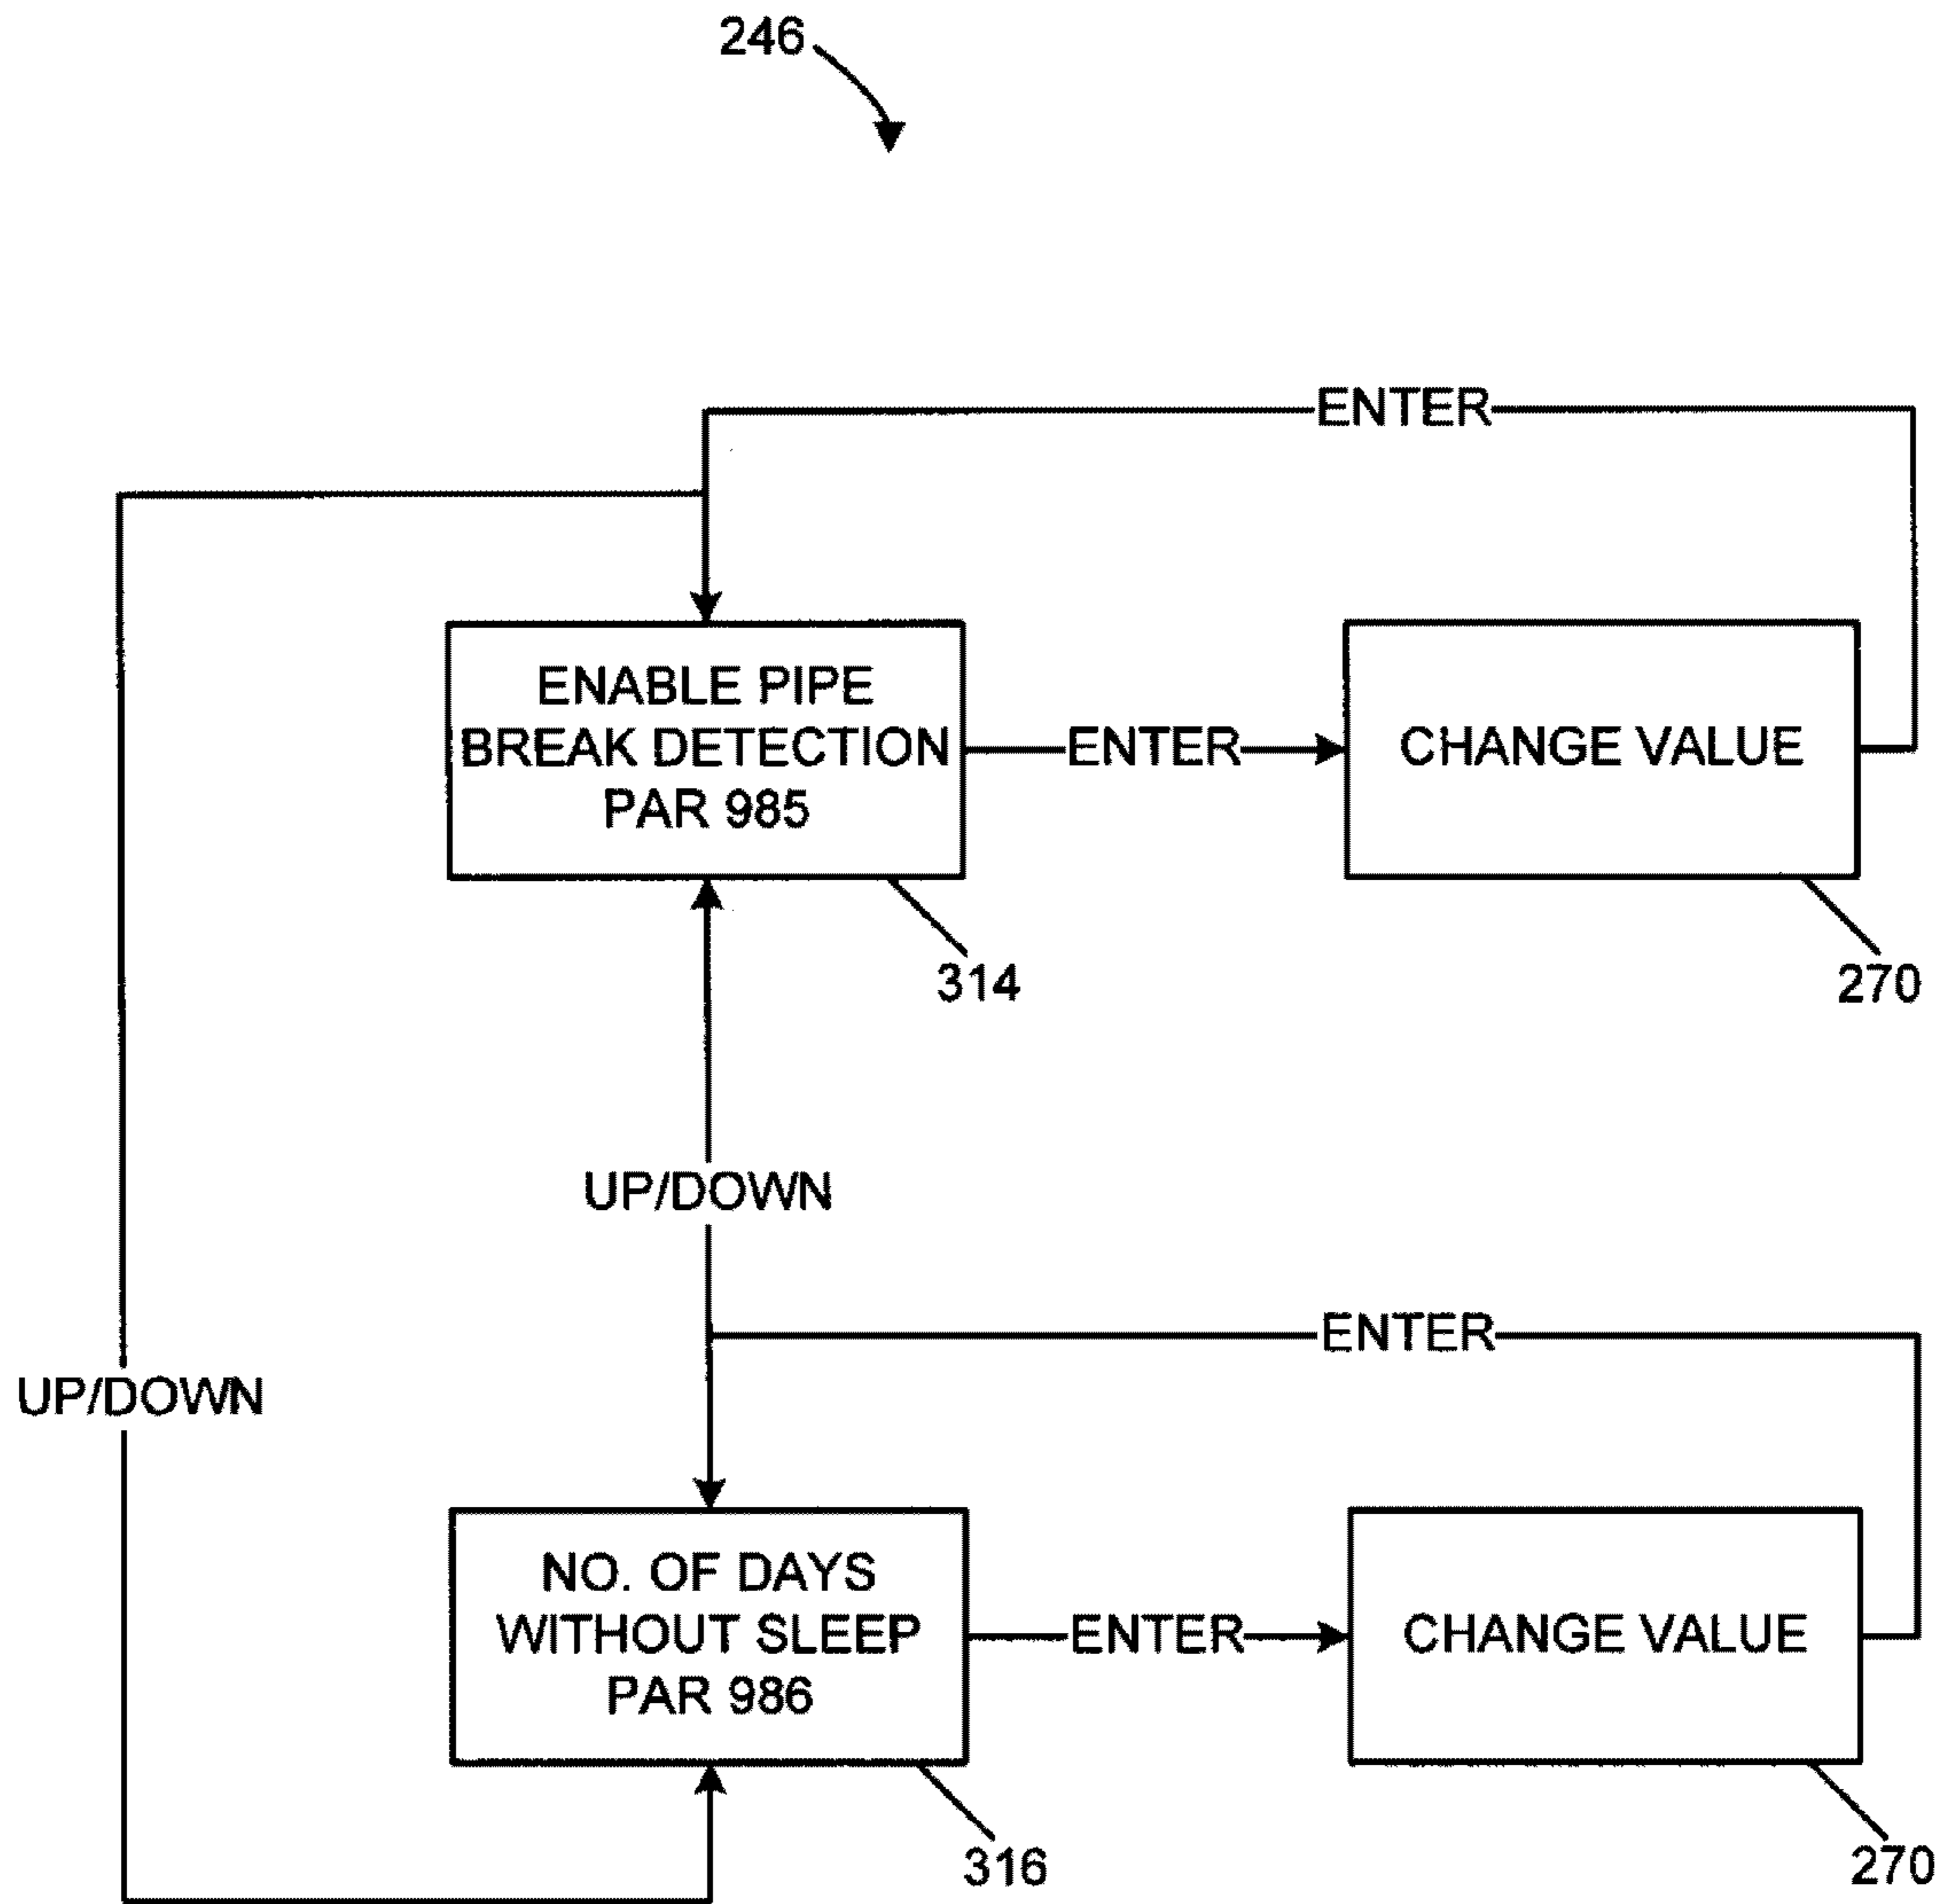 246
ENTER
ENABLE PIPE
BREAK DETECTION
PAR 985
ENTER
CHANGE VALUE
314
270
UP/DOWN
ENTER
UP/DOWN
NO. OF DAYS
WITHOUT SLEEP
PAR 986
ENTER
CHANGE VALUE
316
270